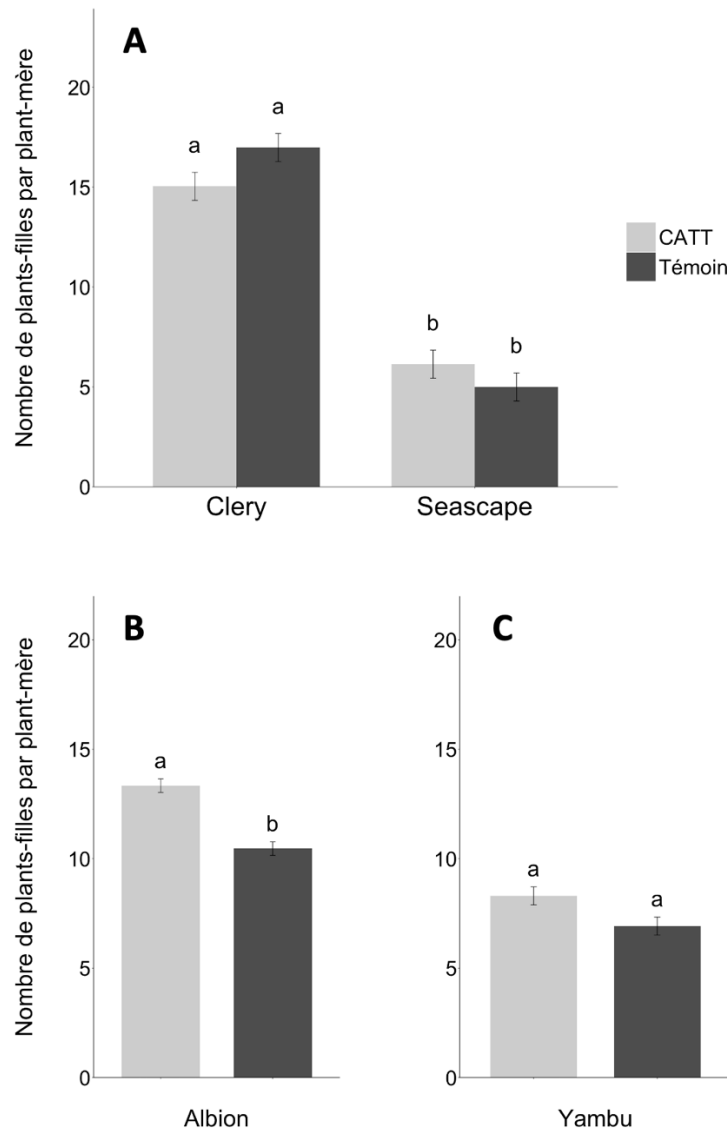 A
Nombre de plants-filles par plant-mère
20
15
10
5
0
a
a
b
b
Clery
Seascape
CATT
Témoin
B
Nombre de plants-filles par plant-mère
20
15
10
5
0
a
b
Albion
C
20
15
10
5
0
a
a
Yambu